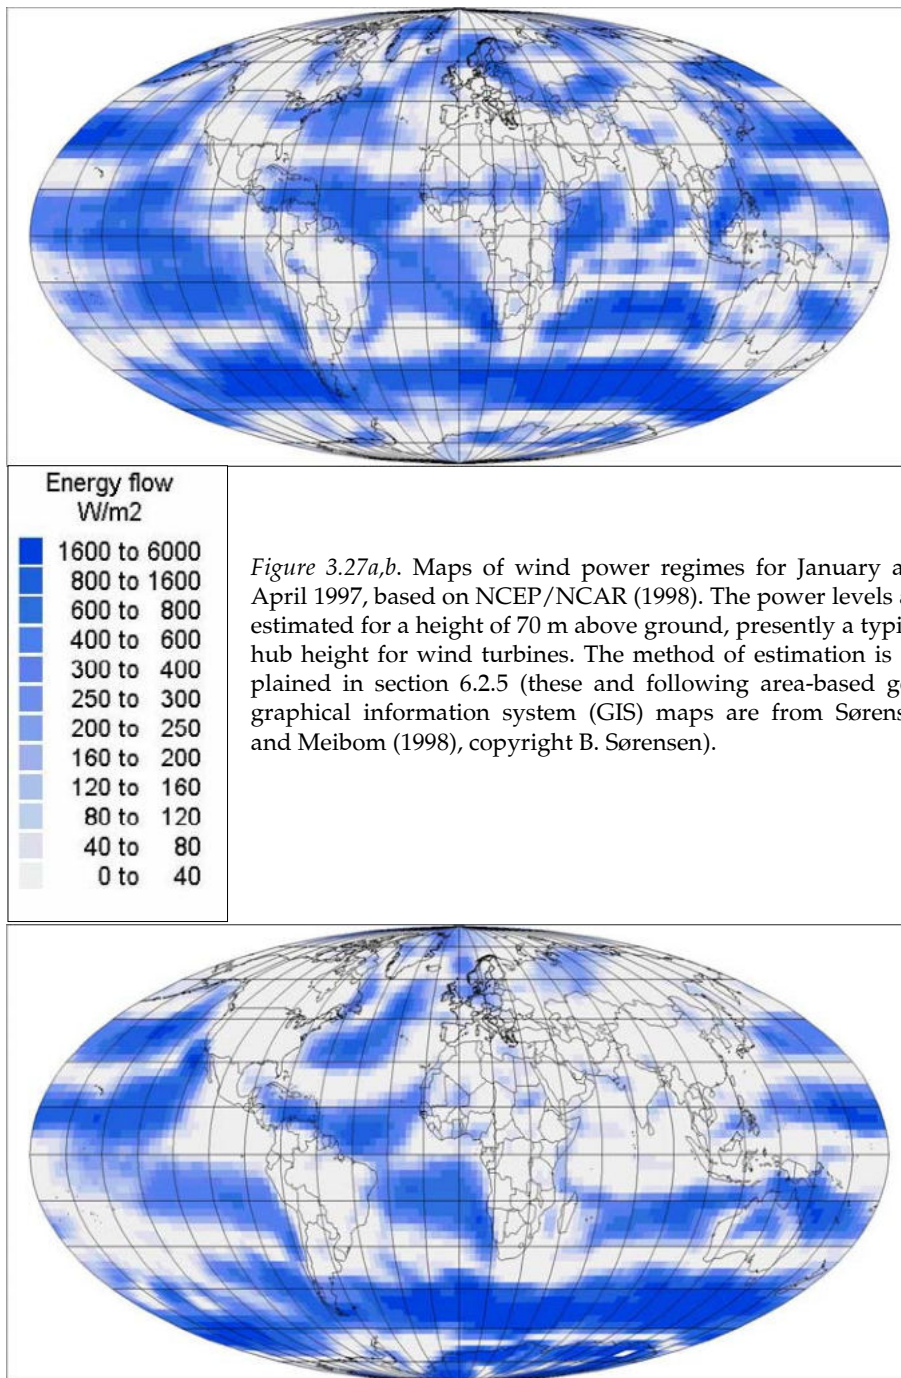 Energy flow
W/m2
1600 to 6000
800 to 1600
600 to 800
400 to 600
300 to 400
250 to 300
200 to 250
160 to 200
120 to 160
80 to 120
40 to 80
0 to 40
Figure 3.27a,b. Maps of wind power regimes for January a
April 1997, based on NCEP/NCAR (1998). The power levels a
estimated for a height of 70 m above ground, presently a typi
hub height for wind turbines. The method of estimation is
plained in section 6.2.5 (these and following area-based g
graphical information system (GIS) maps are from Sørens
and Meibom (1998), copyright B. Sørensen).